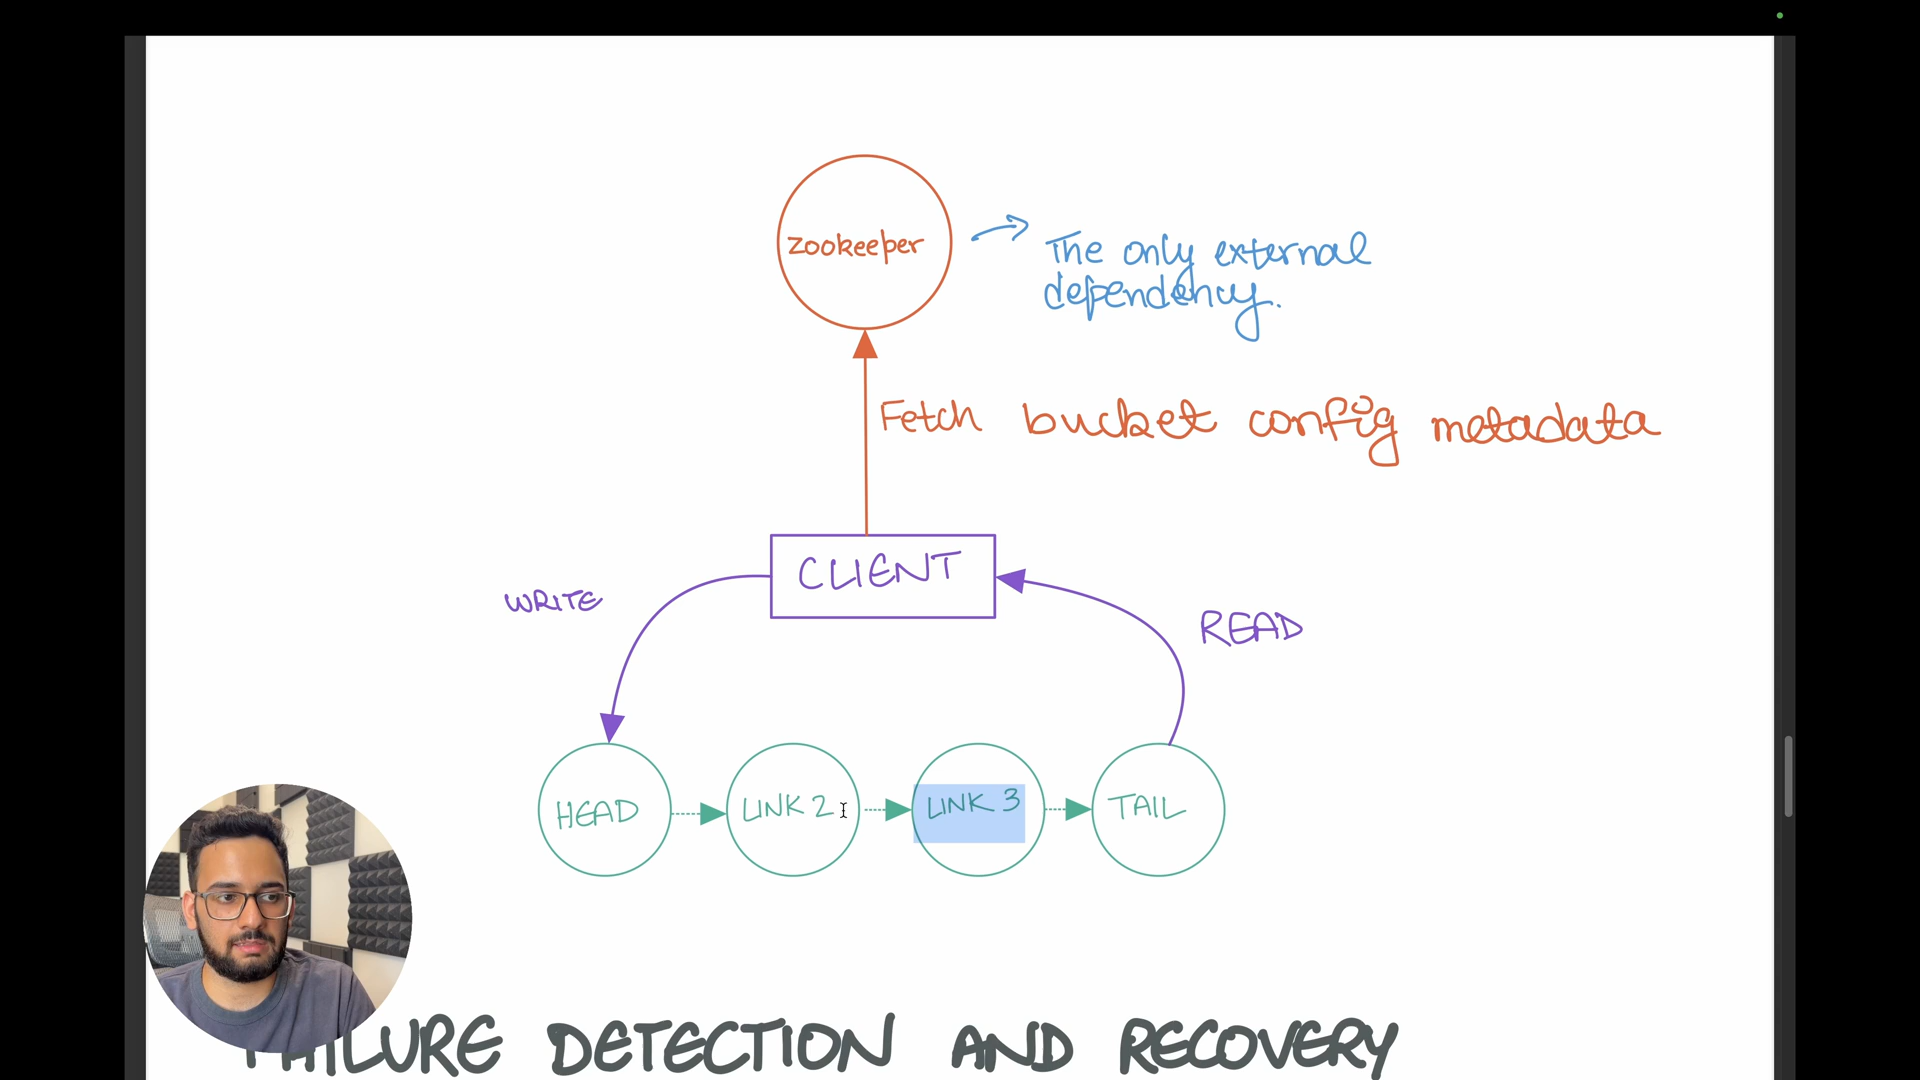 zookeeper
The only external
dependency.
Fetch bucket config metadata
CLIENT
WRITE
READ
HEAD
LINK 2
LINK 3
TAIL
FAILURE DETECTION AND RECOVERY